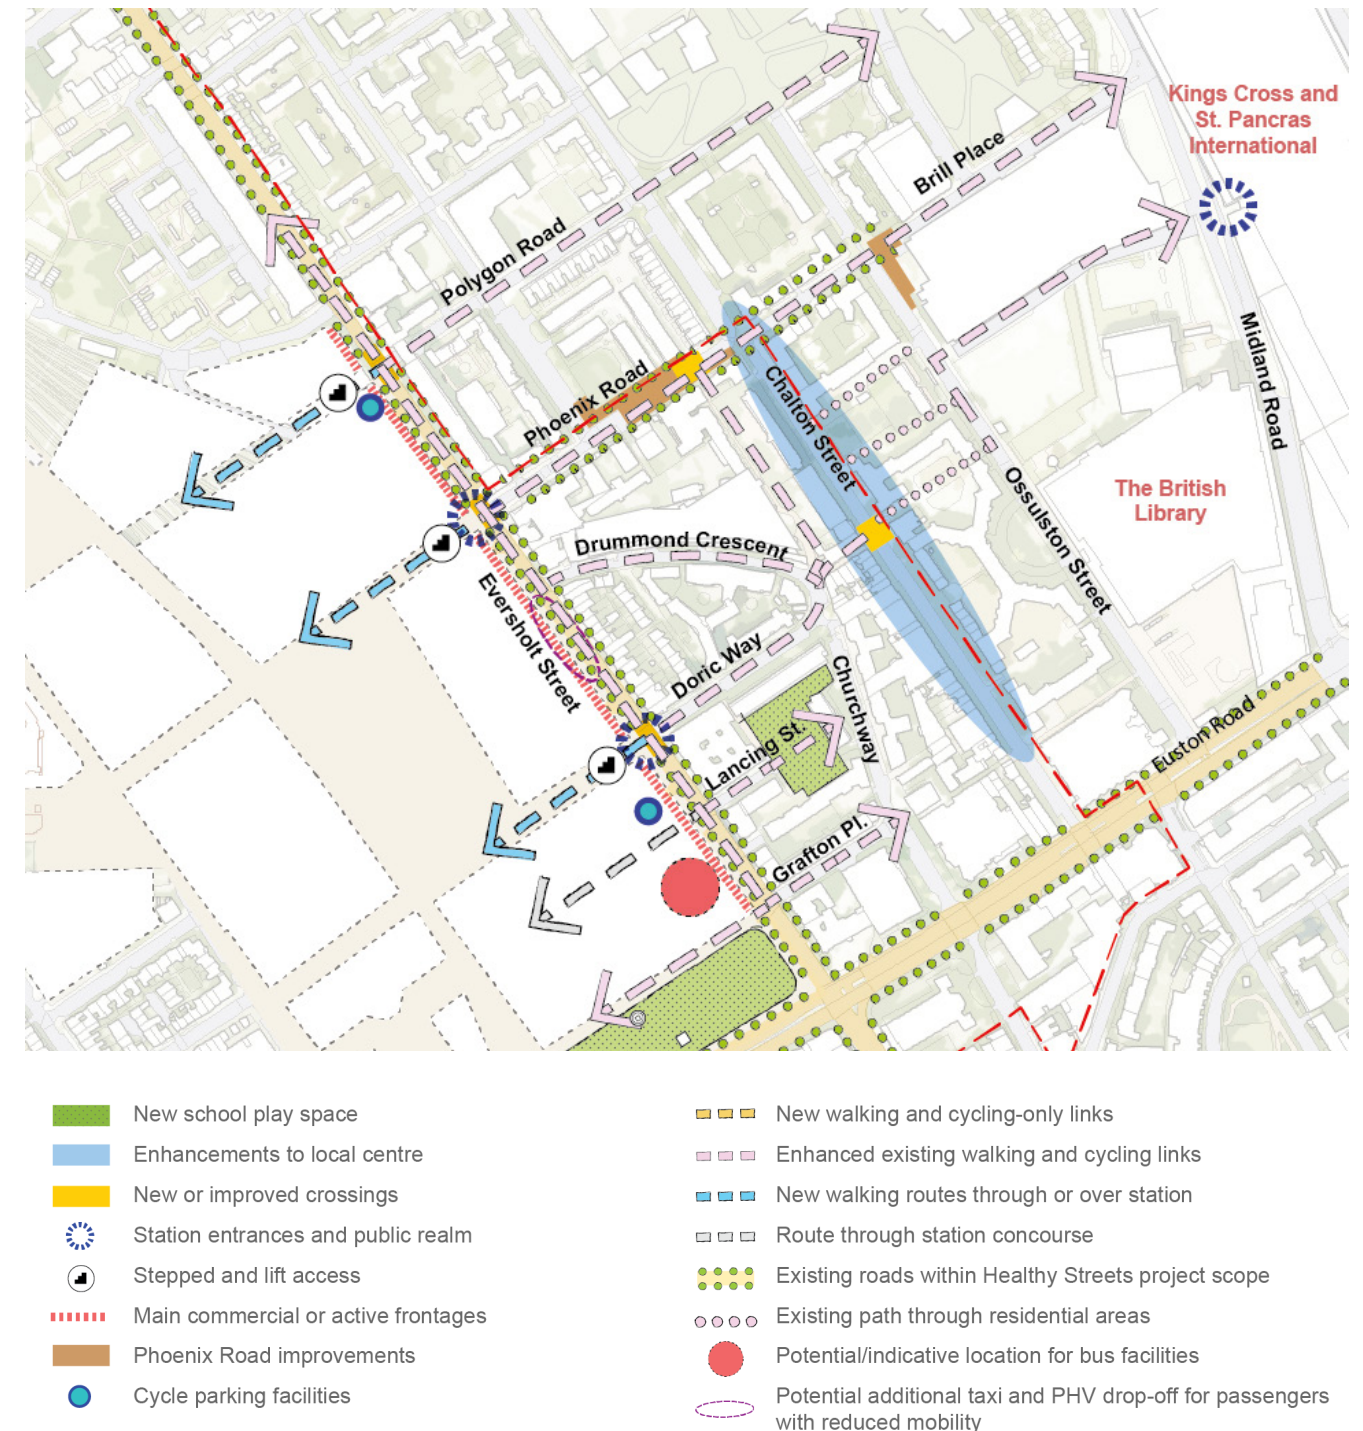 Kings Cross and
St. Pancras
International
Brill Place
Polygon Road
Midland Road
Phoenix Road
Chalton Street
The British
Library
Ossulston Street
Drummond Crescent
Eversholt Street
Doric Way
Churchway
Lancing St.
Euston Road
Grafton Pl.
New school play space
Enhancements to local centre
New or improved crossings
Station entrances and public realm
Stepped and lift access
Main commercial or active frontages
Phoenix Road improvements
Cycle parking facilities
New walking and cycling-only links
Enhanced existing walking and cycling links
New walking routes through or over station
Route through station concourse
Existing roads within Healthy Streets project scope
Existing path through residential areas
Potential/indicative location for bus facilities
Potential additional taxi and PHV drop-off for passengers
with reduced mobility